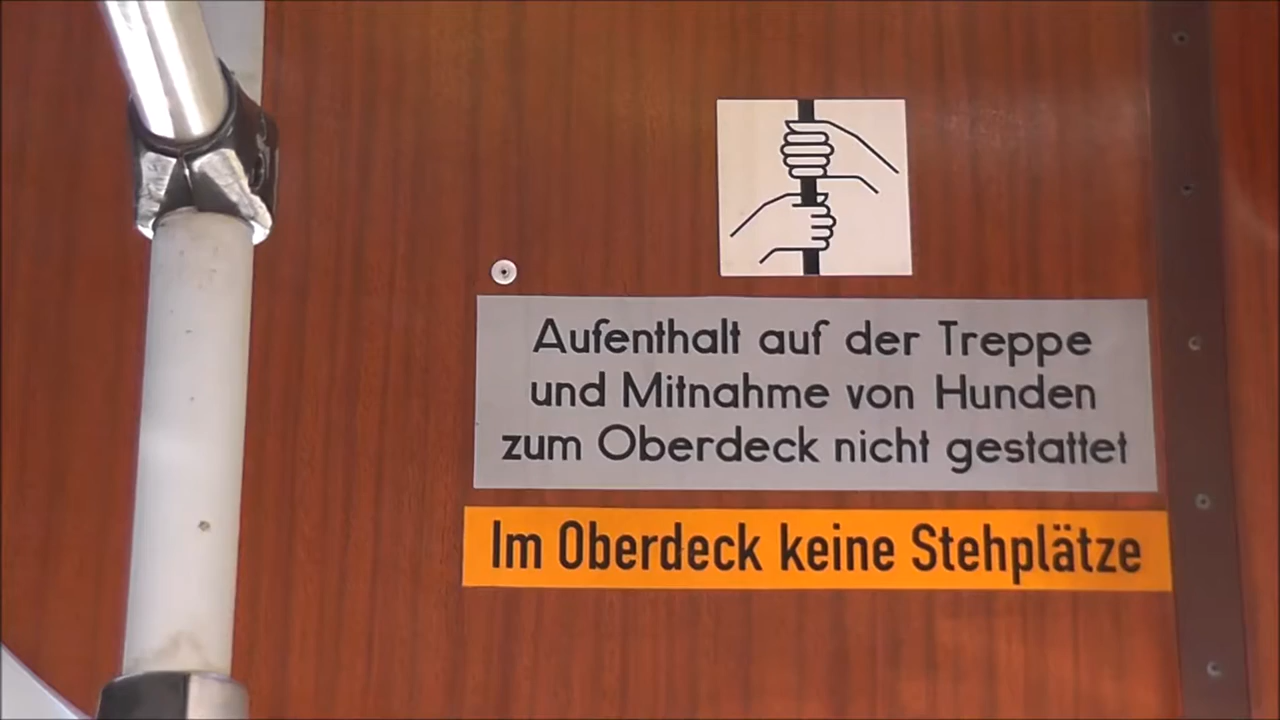 Aufenthalt auf der Treppe
und Mitnahme von Hunden
zum Oberdeck nicht gestattet
Im Oberdeck keine Stehplätze